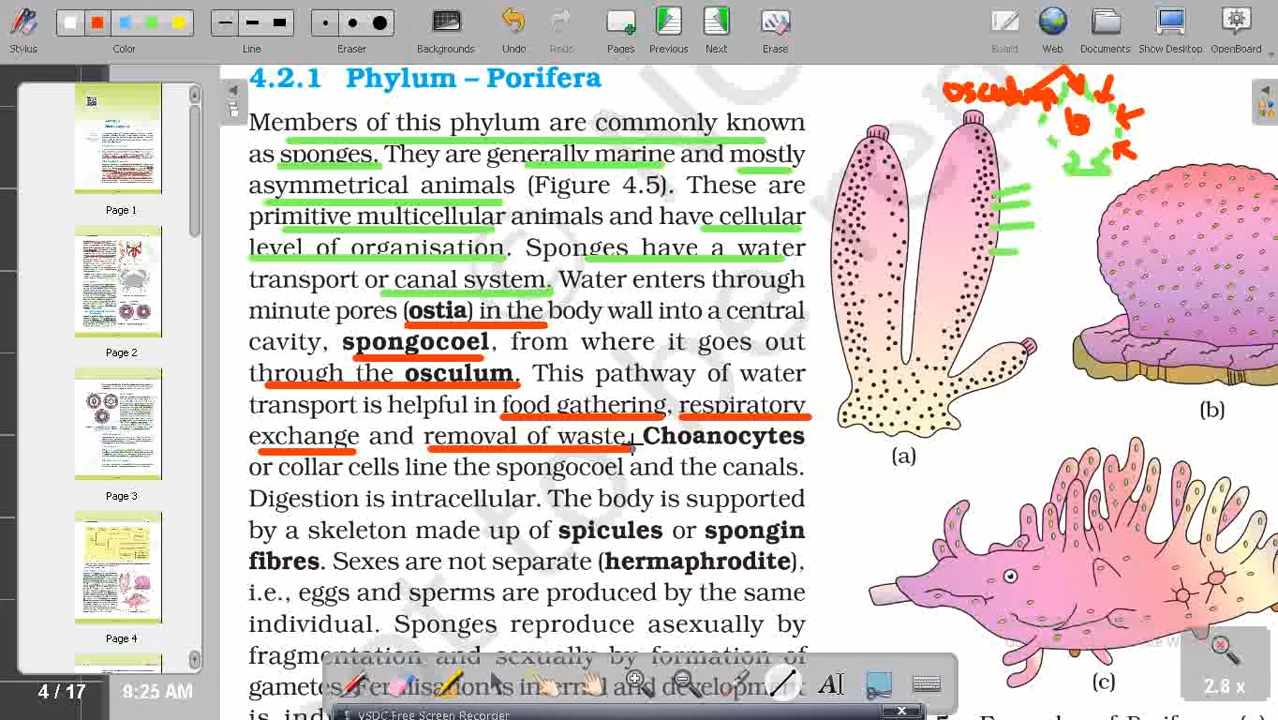 Stylus
Color
Line
Eraser
Backgrounds
Undo
Redo
Pages
Previous
Next
Erase
Board
Web
Documents
Show Desktop
OpenBoard
4.2.1 Phylum – Porifera
Members of this phylum are commonly known
as sponges. They are generally marine and mostly
asymmetrical animals (Figure 4.5). These are
primitive multicellular animals and have cellular
level of organisation. Sponges have a water
transport or canal system. Water enters through
minute pores (ostia) in the body wall into a central
cavity, spongocoel, from where it goes out
through the osculum. This pathway of water
transport is helpful in food gathering, respiratory
exchange and removal of waste. Choanocytes
or collar cells line the spongocoel and the canals.
Digestion is intracellular. The body is supported
by a skeleton made up of spicules or spongin
fibres. Sexes are not separate (hermaphrodite),
i.e., eggs and sperms are produced by the same
individual. Sponges reproduce asexually by
fragmentation and sexually by formation of
gametes.
osculum
(a)
(b)
(c)
Page 1
Page 2
Page 3
Page 4
4 / 17
9:25 AM
2.8 x
VSDC Free Screen Recorder